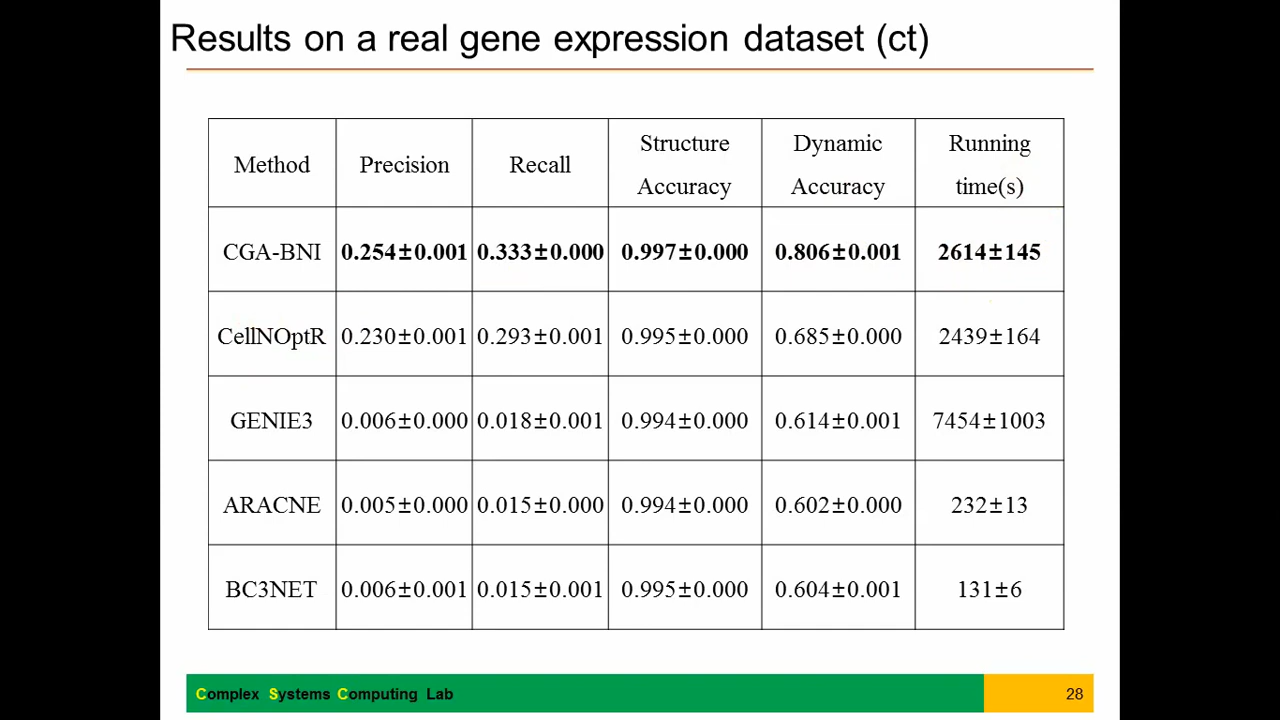 Results on a real gene expression dataset (ct)
Method Precision Recall Structure Accuracy Dynamic Accuracy Running time(s)
CGA-BNI 0.254±0.001 0.333±0.000 0.997±0.000 0.806±0.001 2614±145
CellNOptR 0.230±0.001 0.293±0.001 0.995±0.000 0.685±0.000 2439±164
GENIE3 0.006±0.000 0.018±0.001 0.994±0.000 0.614±0.001 7454±1003
ARACNE 0.005±0.000 0.015±0.000 0.994±0.000 0.602±0.000 232±13
BC3NET 0.006±0.001 0.015±0.001 0.995±0.000 0.604±0.001 131±6
Complex Systems Computing Lab 28